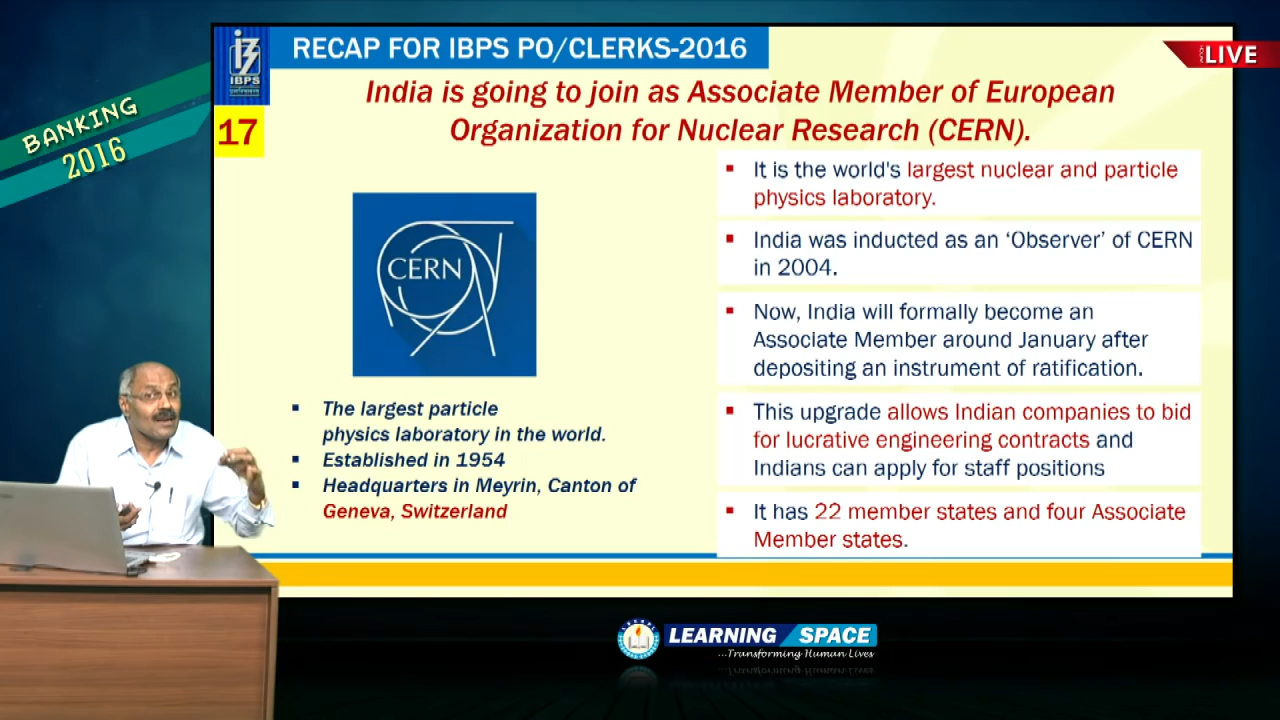 RECAP FOR IBPS PO/CLERKS-2016
IBPS
LIVE
BANKING
2016
17
India is going to join as Associate Member of European
Organization for Nuclear Research (CERN).
CERN
▪ The largest particle
physics laboratory in the world.
▪ Established in 1954
▪ Headquarters in Meyrin, Canton of
Geneva, Switzerland
▪ It is the world's largest nuclear and particle
physics laboratory.
▪ India was inducted as an ‘Observer’ of CERN
in 2004.
▪ Now, India will formally become an
Associate Member around January after
depositing an instrument of ratification.
▪ This upgrade allows Indian companies to bid
for lucrative engineering contracts and
Indians can apply for staff positions
▪ It has 22 member states and four Associate
Member states.
LEARNING SPACE
...Transforming Human Lives